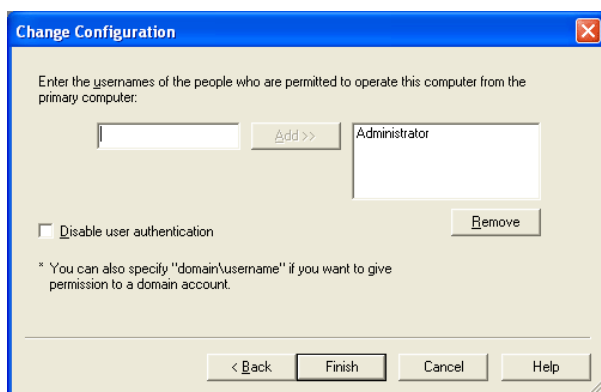 Change Configuration
Enter the usernames of the people who are permitted to operate this computer from the
primary computer:
Add >>
Administrator
Remove
Disable user authentication
* You can also specify "domain\username" if you want to give
permission to a domain account.
< Back
Finish
Cancel
Help